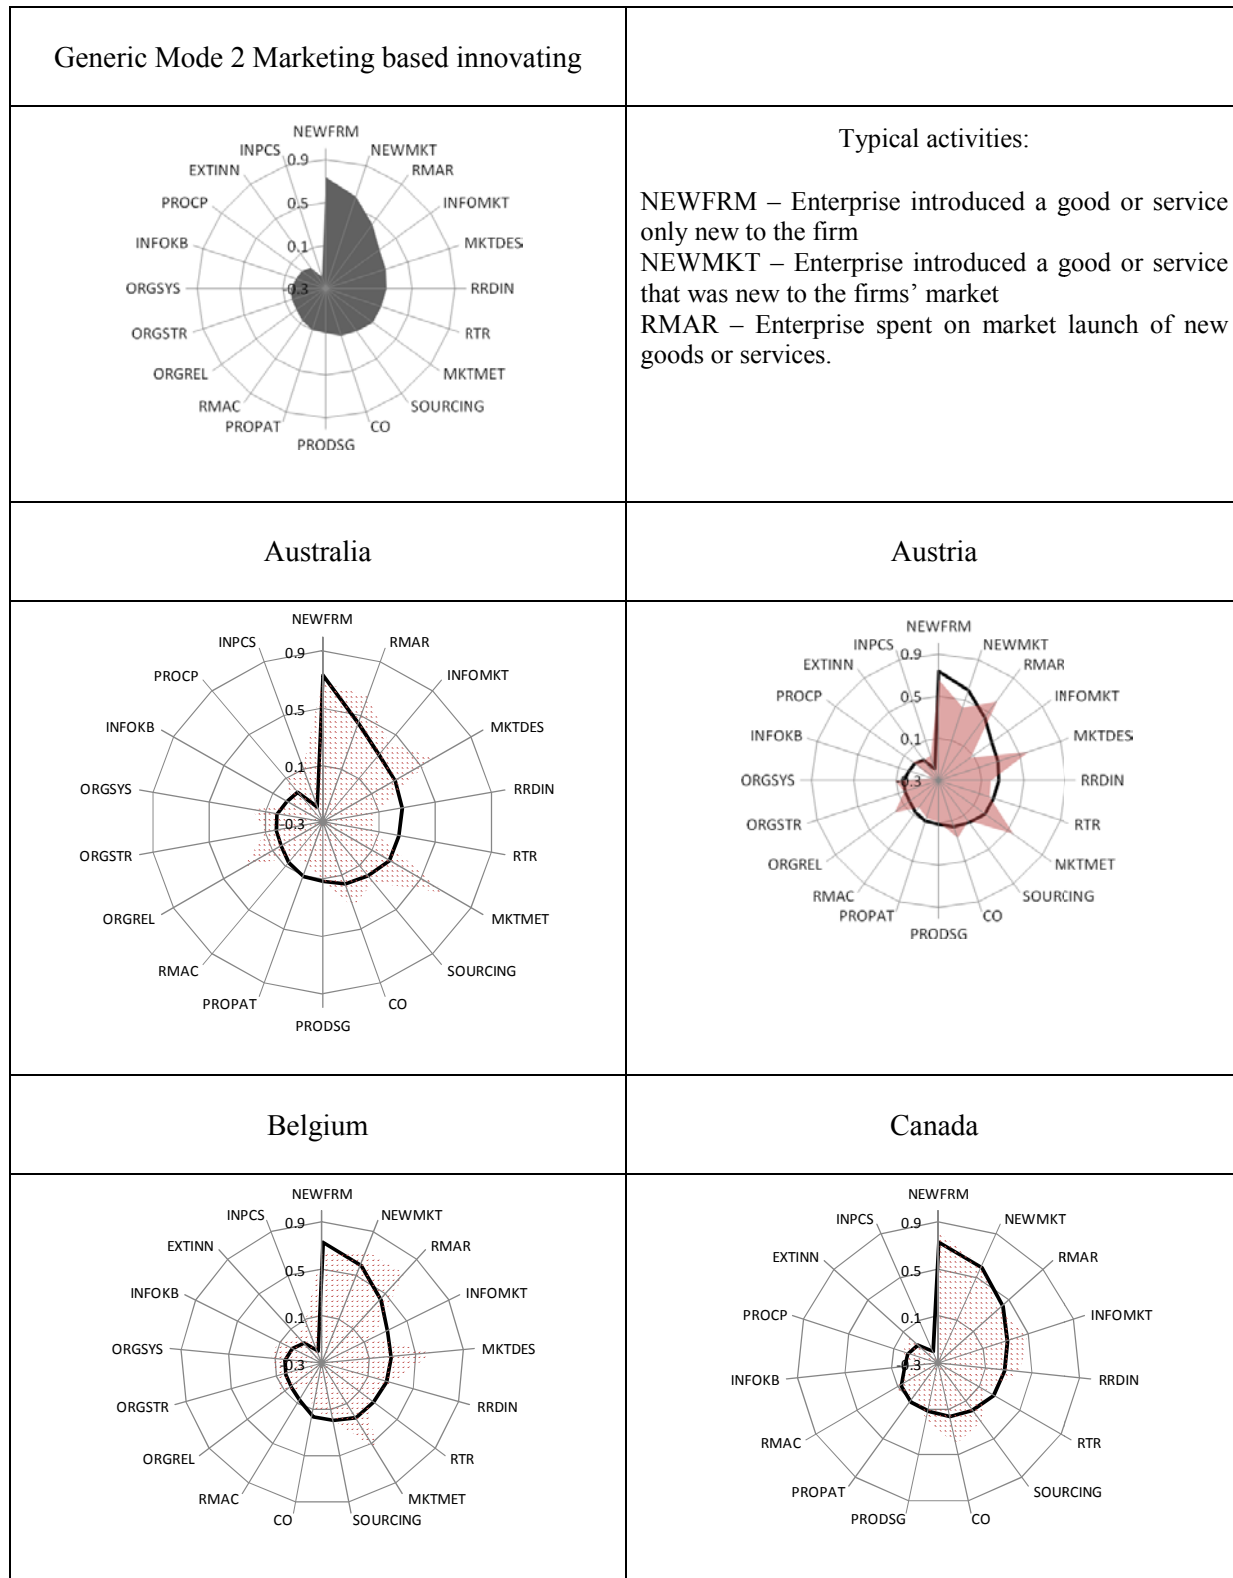 Generic Mode 2 Marketing based innovating
NEWFRM
INPCS
0.9
NEWMKT
EXTINN
RMAR
PROCP
0.5
INFOMKT
INFOKB
0.1
MKTDES
ORGSYS
-0.3
RRDIN
ORGSTR
RTR
ORGREL
MKTMET
RMAC
SOURCING
PROPAT
CO
PRODSG
Typical activities:
NEWFRM – Enterprise introduced a good or service
only new to the firm
NEWMKT – Enterprise introduced a good or service
that was new to the firms’ market
RMAR – Enterprise spent on market launch of new
goods or services.
Australia
Austria
NEWFRM
INPCS
0.9
RMAR
PROCP
INFOMKT
INFOKB
0.5
MKTDES
0.1
ORGSYS
RRDIN
-0.3
ORGSTR
RTR
ORGREL
MKTMET
RMAC
SOURCING
PROPAT
CO
PRODSG
NEWFRM
INPCS
0.9
NEWMKT
EXTINN
RMAR
PROCP
0.5
INFOMKT
INFOKB
0.1
MKTDES
ORGSYS
-0.3
RRDIN
ORGSTR
RTR
ORGREL
MKTMET
RMAC
SOURCING
PROPAT
CO
PRODSG
Belgium
Canada
NEWFRM
INPCS
0.9
NEWMKT
EXTINN
RMAR
0.5
INFOKB
INFOMKT
0.1
ORGSYS
MKTDES
-0.3
ORGSTR
RRDIN
ORGREL
RTR
RMAC
MKTMET
CO
SOURCING
NEWFRM
INPCS
0.9
NEWMKT
EXTINN
RMAR
0.5
PROCP
INFOMKT
0.1
INFOKB
-0.3
RRDIN
RMAC
RTR
PROPAT
SOURCING
PRODSG
CO